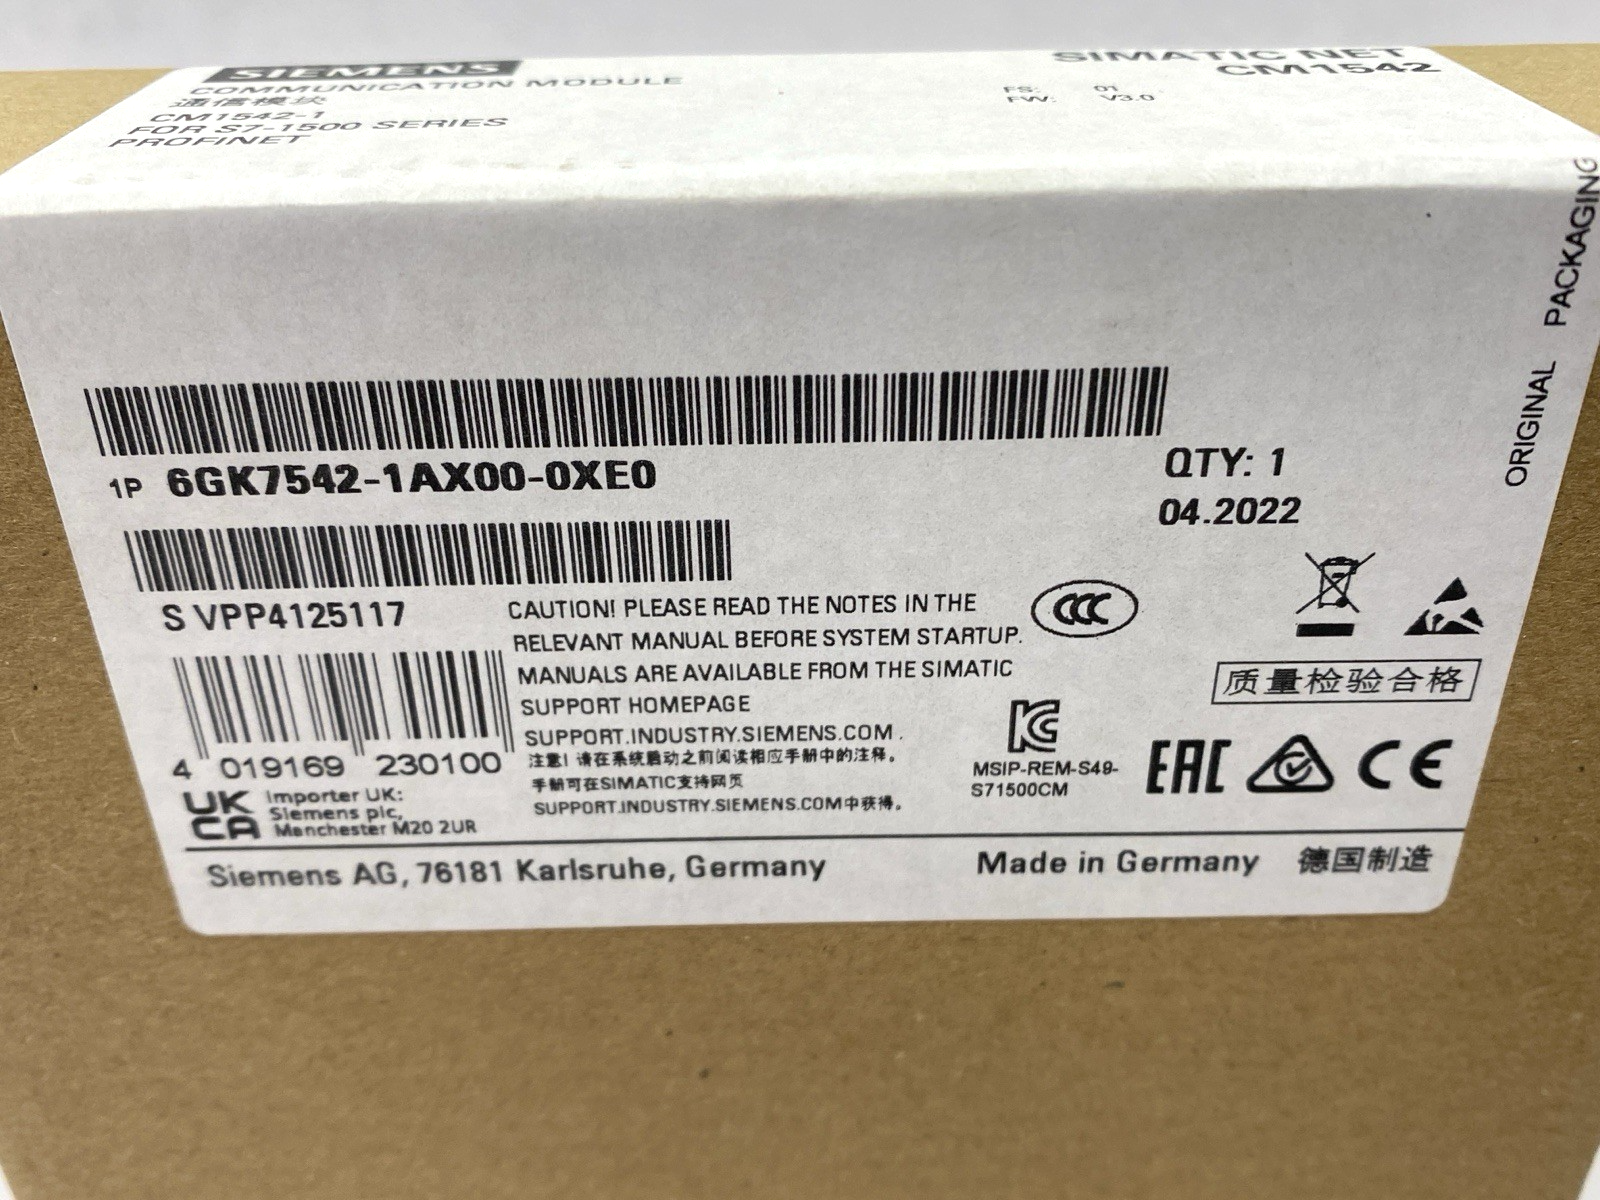 SIEMENS
COMMUNICATION MODULE
通信模块
CM1542-1
FOR S7-1500 SERIES
PROFINET
SIMATIC NET
CM1542
FS: 01
FW: V3.0
ORIGINAL PACKAGING
1P 6GK7542-1AX00-0XE0
QTY: 1
04.2022
S VPP4125117
CAUTION! PLEASE READ THE NOTES IN THE
RELEVANT MANUAL BEFORE SYSTEM STARTUP.
MANUALS ARE AVAILABLE FROM THE SIMATIC
SUPPORT HOMEPAGE
SUPPORT.INDUSTRY.SIEMENS.COM.
注意! 请在系统启动之前阅读相应手册中的注释。
手册可在SIMATIC支持网页
SUPPORT.INDUSTRY.SIEMENS.COM中获得。
CCC
质量检验合格
4 019169 230100
MSIP-REM-S49-
S71500CM
EAC
CE
UK
CA
Importer UK:
Siemens plc,
Manchester M20 2UR
Siemens AG, 76181 Karlsruhe, Germany
Made in Germany 德国制造